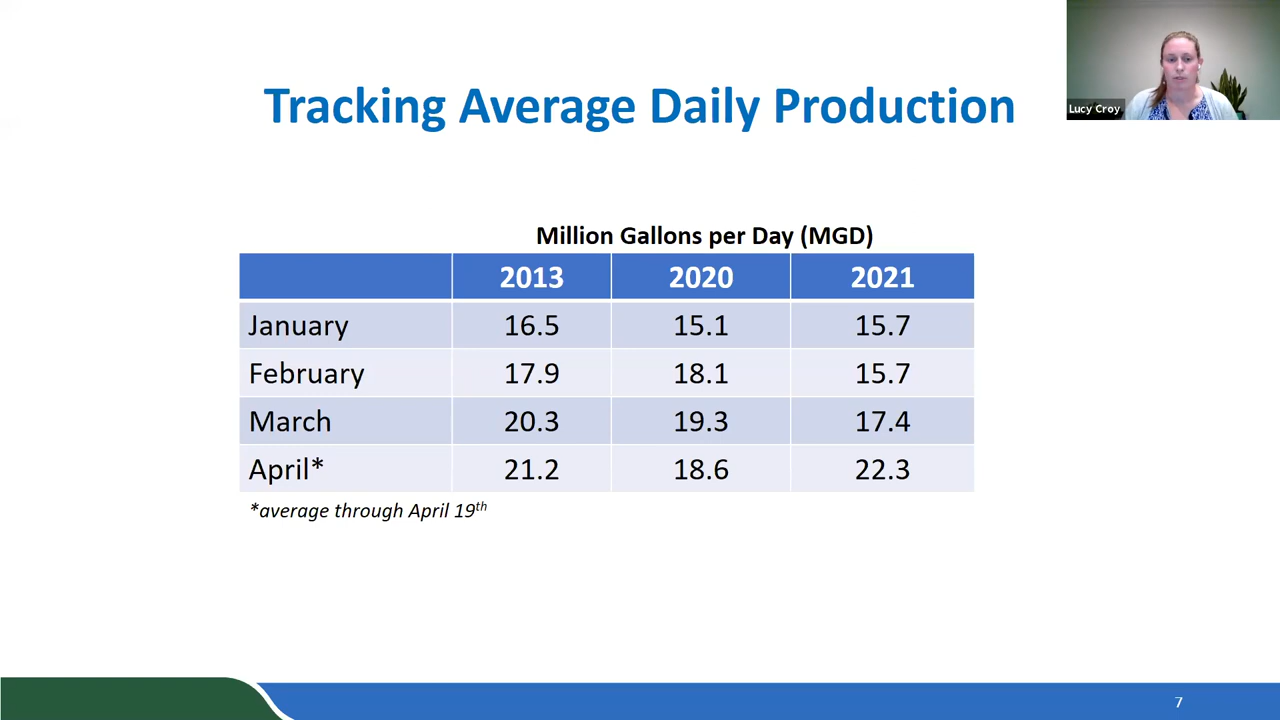 Tracking Average Daily Production
Lucy Croy
Million Gallons per Day (MGD)
2013 2020 2021
January 16.5 15.1 15.7
February 17.9 18.1 15.7
March 20.3 19.3 17.4
April* 21.2 18.6 22.3
*average through April 19th
7